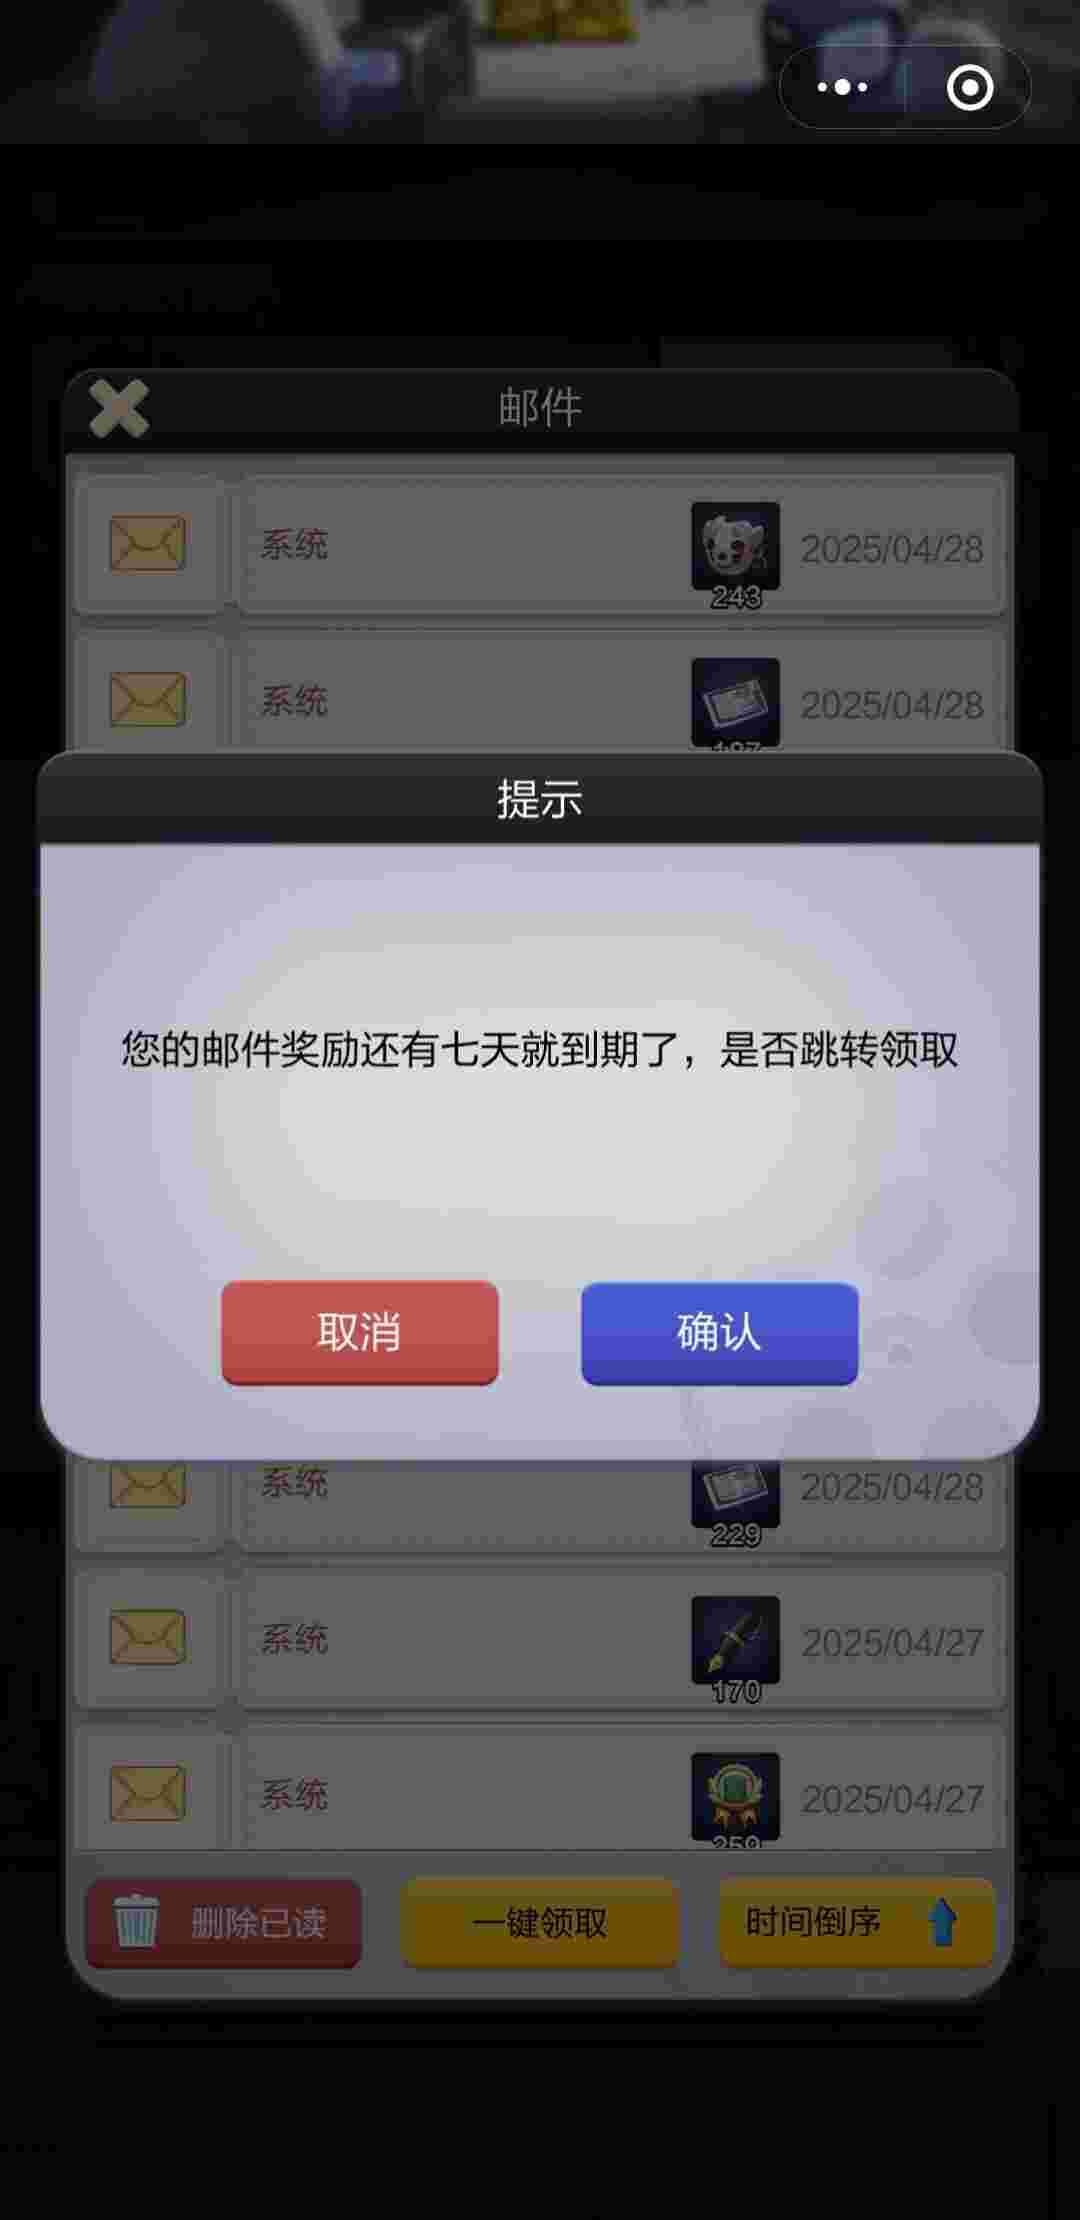 邮件
系统
2025/04/28
243
系统
2025/04/28
提示
您的邮件奖励还有七天就到期了，是否跳转领取
取消
确认
系统
2025/04/28
229
系统
2025/04/27
170
系统
2025/04/27
删除已读
一键领取
时间倒序